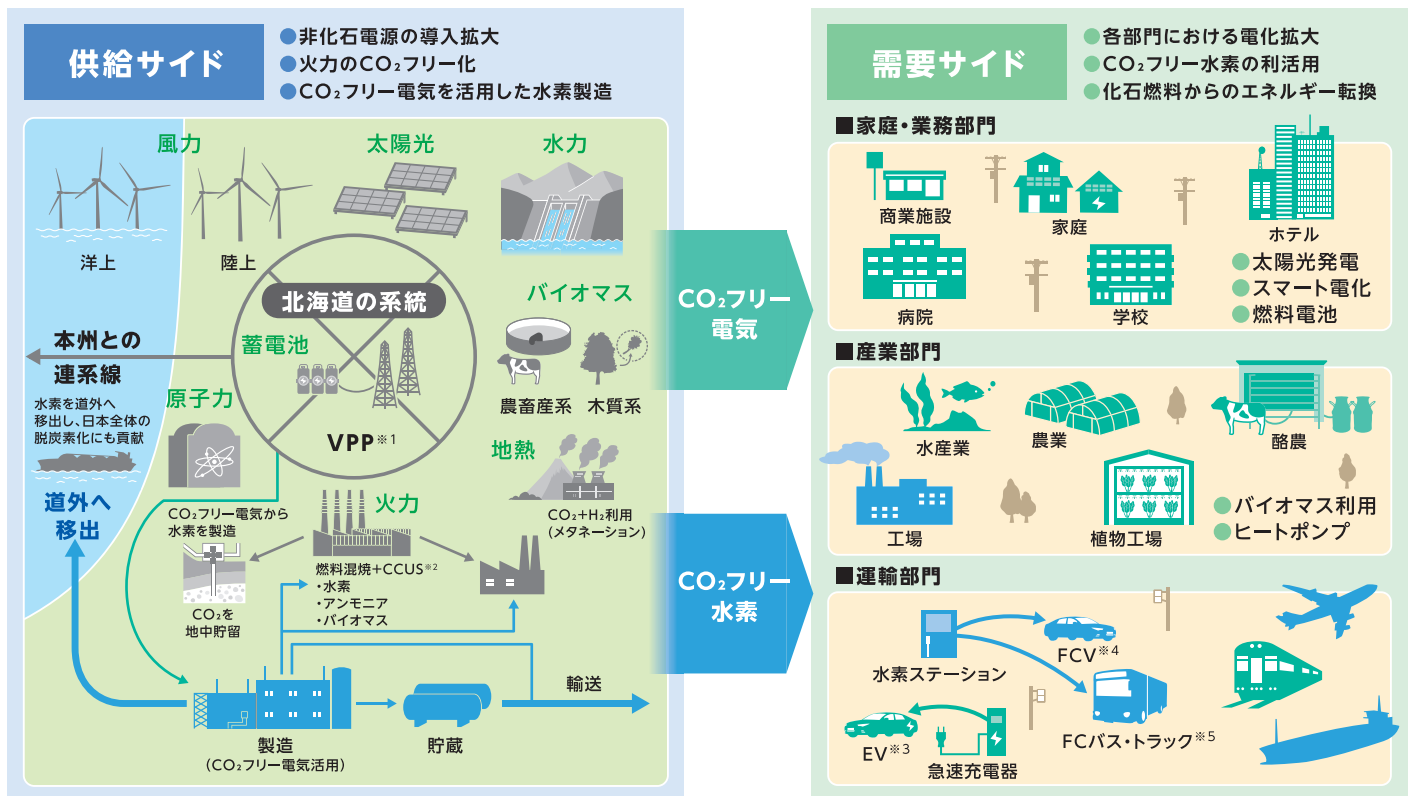 供給サイド
●非化石電源の導入拡大
●火力のCO₂フリー化
●CO₂フリー電気を活用した水素製造
風力
太陽光
水力
洋上
陸上
北海道の系統
バイオマス
蓄電池
本州との
連系線
農畜産系
木質系
水素を道外へ
移出し、日本全体の
脱炭素化にも貢献
原子力
VPP※1
地熱
道外へ
移出
CO₂フリー電気から
水素を製造
火力
CO₂+H₂利用
(メタネーション)
燃料混焼+CCUS※2
・水素
・アンモニア
・バイオマス
CO₂を
地中貯留
輸送
製造
(CO₂フリー電気活用)
貯蔵
CO₂フリー
電気
CO₂フリー
水素
需要サイド
●各部門における電化拡大
●CO₂フリー水素の利活用
●化石燃料からのエネルギー転換
■家庭・業務部門
商業施設
家庭
ホテル
病院
学校
●太陽光発電
●スマート電化
●燃料電池
■産業部門
水産業
農業
酪農
工場
植物工場
●バイオマス利用
●ヒートポンプ
■運輸部門
水素ステーション
FCV※4
FCバス・トラック※5
EV※3
急速充電器